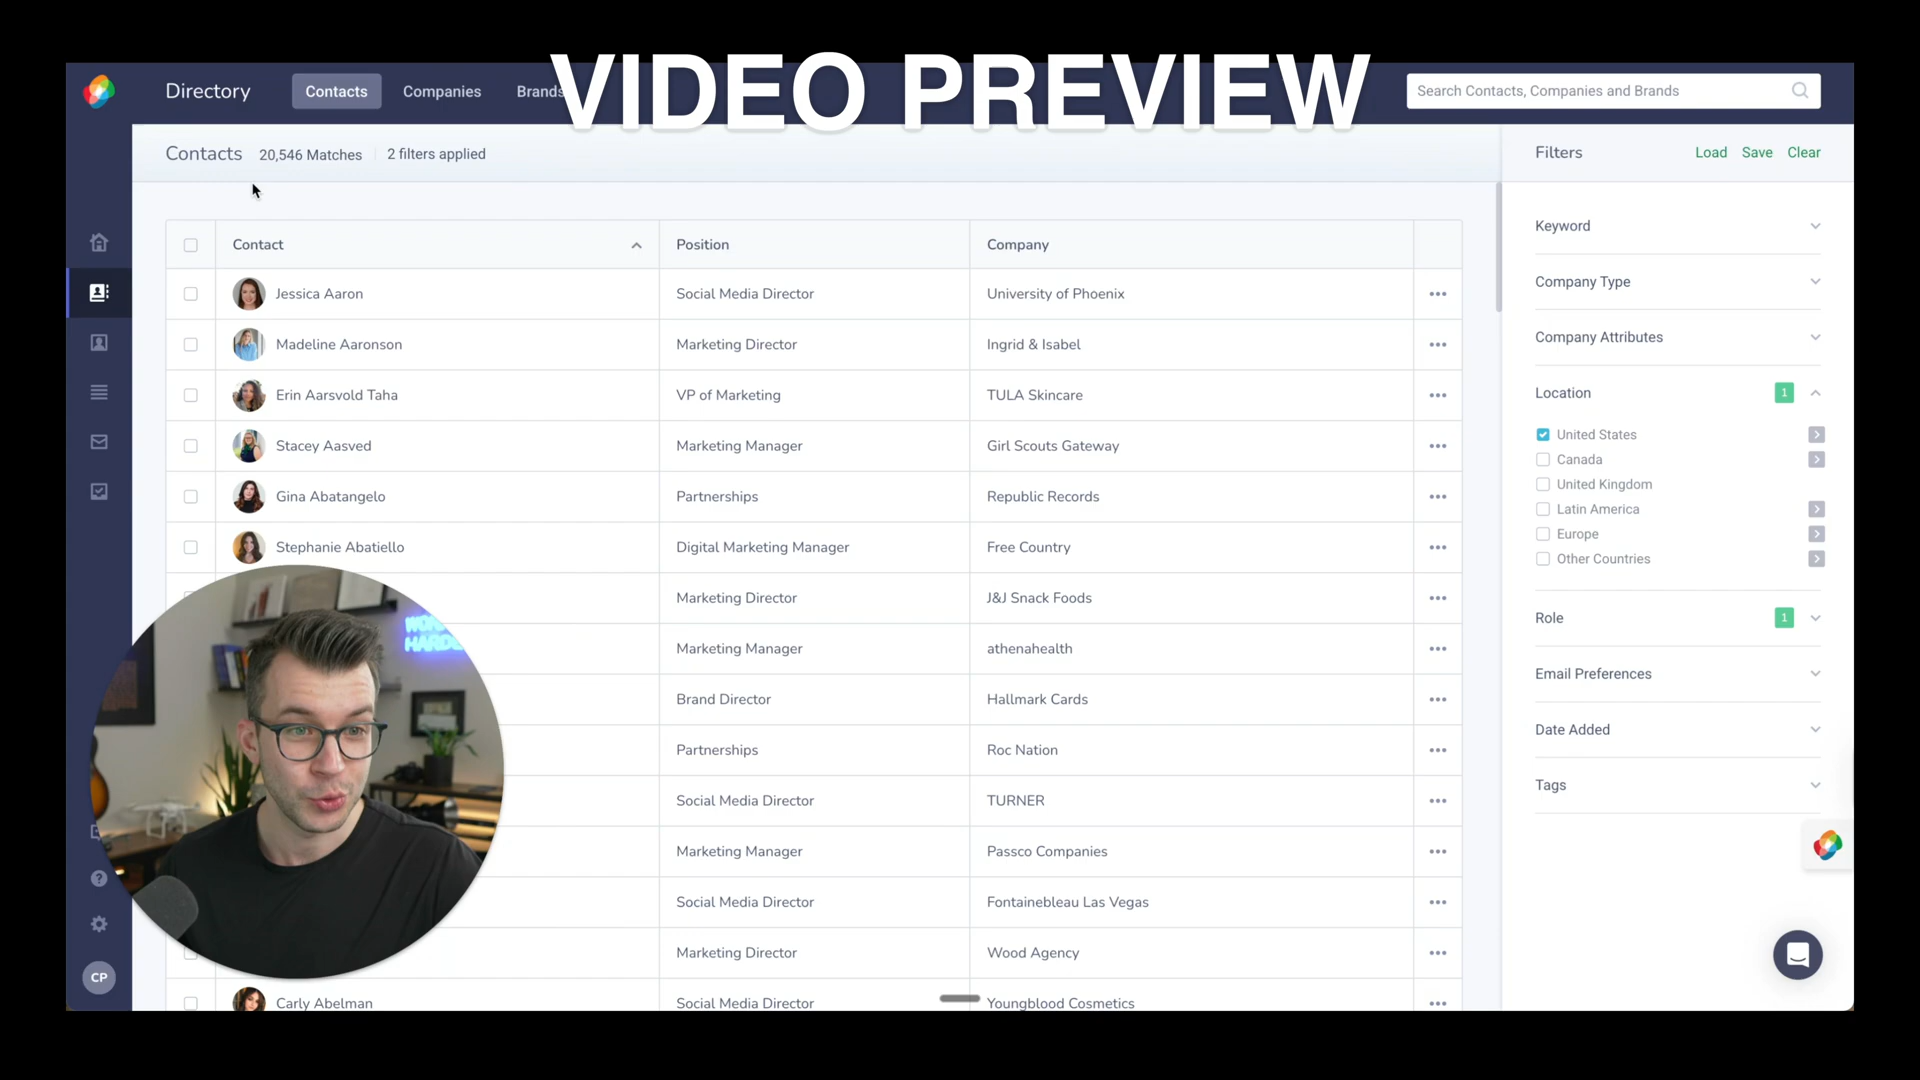 VIDEO PREVIEW
Directory
Contacts
Companies
Brands
Search Contacts, Companies and Brands
Contacts
20,546 Matches
2 filters applied
Filters
Load
Save
Clear
Contact
Position
Company
Jessica Aaron
Social Media Director
University of Phoenix
Madeline Aaronson
Marketing Director
Ingrid & Isabel
Erin Aarsvold Taha
VP of Marketing
TULA Skincare
Stacey Aasved
Marketing Manager
Girl Scouts Gateway
Gina Abatangelo
Partnerships
Republic Records
Stephanie Abatiello
Digital Marketing Manager
Free Country
Marketing Director
J&J Snack Foods
Marketing Manager
athenahealth
Brand Director
Hallmark Cards
Partnerships
Roc Nation
Social Media Director
TURNER
Marketing Manager
Passco Companies
Social Media Director
Fontainebleau Las Vegas
Marketing Director
Wood Agency
Carly Abelman
Social Media Director
Youngblood Cosmetics
Keyword
Company Type
Company Attributes
Location
1
United States
Canada
United Kingdom
Latin America
Europe
Other Countries
Role
1
Email Preferences
Date Added
Tags
CP